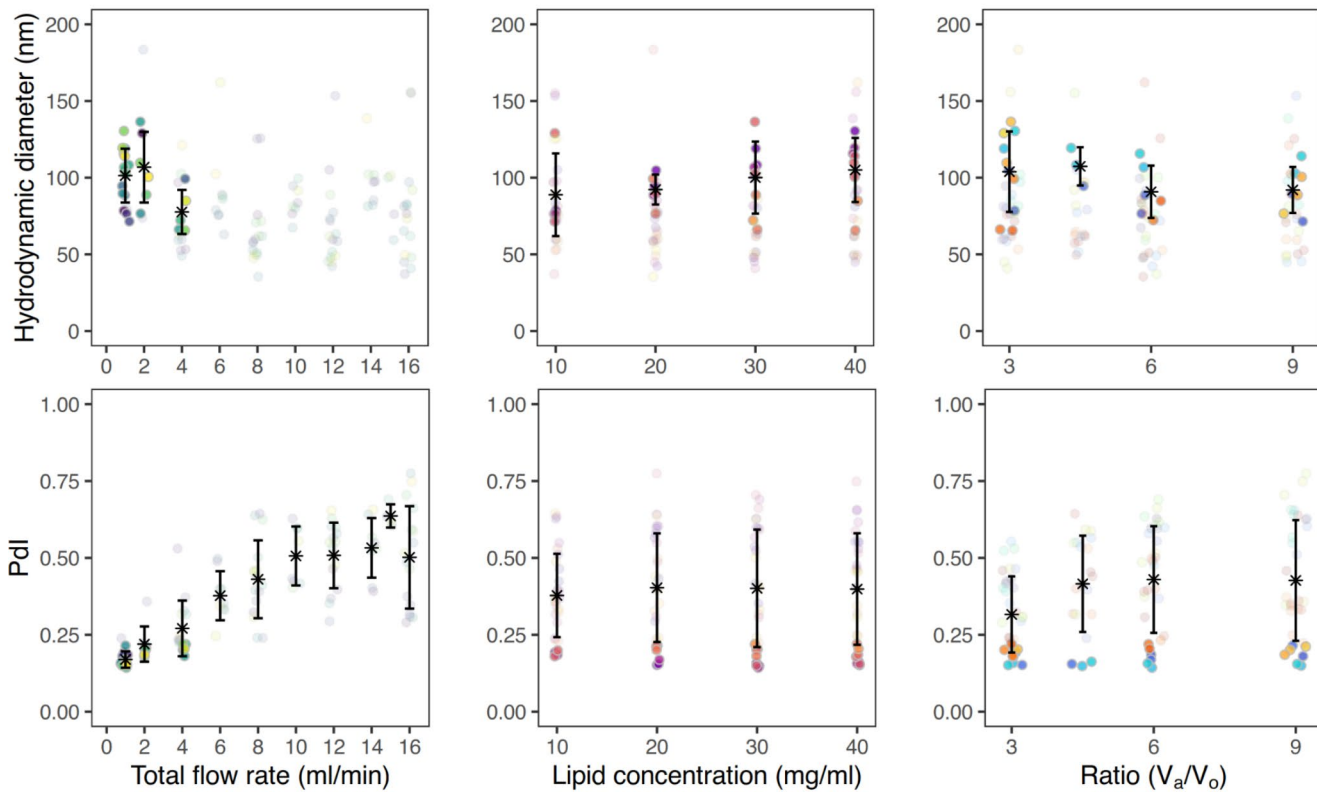 Hydrodynamic diameter (nm)
200
150
100
50
0
0 2 4 6 8 10 12 14 16
200
150
100
50
0
10 20 30 40
200
150
100
50
0
3 6 9
PdI
1.00
0.75
0.50
0.25
0.00
0 2 4 6 8 10 12 14 16
Total flow rate (ml/min)
1.00
0.75
0.50
0.25
0.00
10 20 30 40
Lipid concentration (mg/ml)
1.00
0.75
0.50
0.25
0.00
3 6 9
Ratio (Va/Vo)